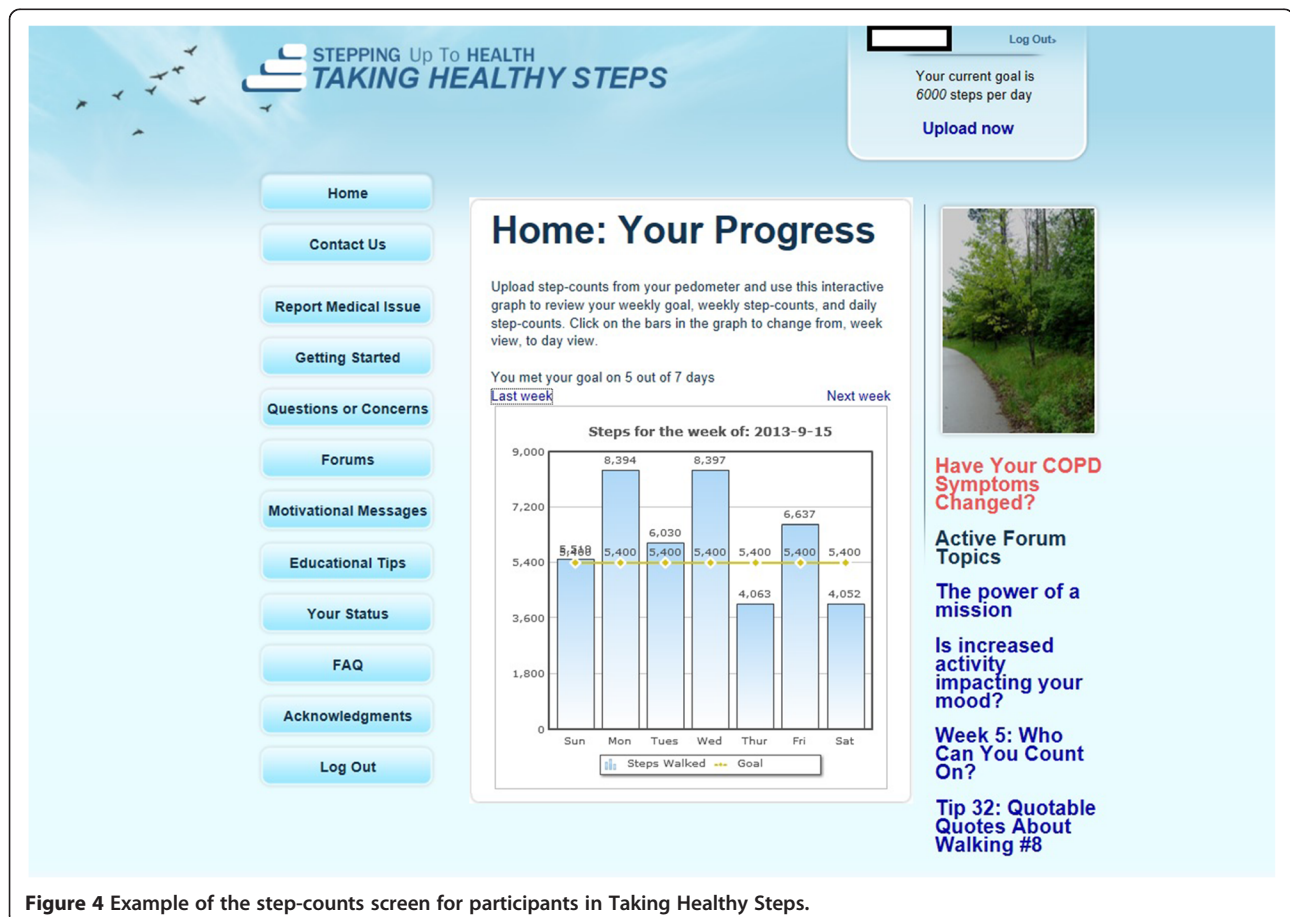 STEPPING Up To HEALTH
TAKING HEALTHY STEPS
Log Out>
Your current goal is
6000 steps per day
Upload now
Home
Contact Us
Report Medical Issue
Getting Started
Questions or Concerns
Forums
Motivational Messages
Educational Tips
Your Status
FAQ
Acknowledgments
Log Out
Home: Your Progress
Upload step-counts from your pedometer and use this interactive
graph to review your weekly goal, weekly step-counts, and daily
step-counts. Click on the bars in the graph to change from, week
view, to day view.
You met your goal on 5 out of 7 days
Last week Next week
Steps for the week of: 2013-9-15
9,000
7,200
5,400
3,600
1,800
0
8,394 8,397
6,637
6,030
5,400 5,400 5,400 5,400 5,400 5,400 5,400
4,063 4,052
Sun Mon Tues Wed Thur Fri Sat
Steps Walked Goal
Have Your COPD
Symptoms
Changed?
Active Forum
Topics
The power of a
mission
Is increased
activity
impacting your
mood?
Week 5: Who
Can You Count
On?
Tip 32: Quotable
Quotes About
Walking #8
Figure 4 Example of the step-counts screen for participants in Taking Healthy Steps.